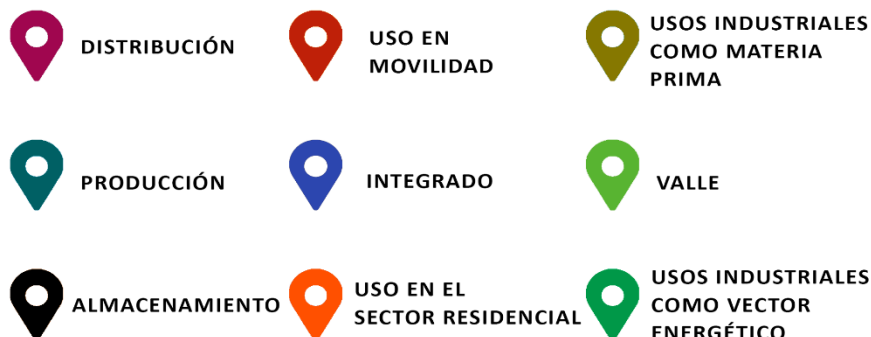 DISTRIBUCIÓN
USO EN
MOVILIDAD
USOS INDUSTRIALES
COMO MATERIA
PRIMA
PRODUCCIÓN
INTEGRADO
VALLE
ALMACENAMIENTO
USO EN EL
SECTOR RESIDENCIAL
USOS INDUSTRIALES
COMO VECTOR
ENERGÉTICO